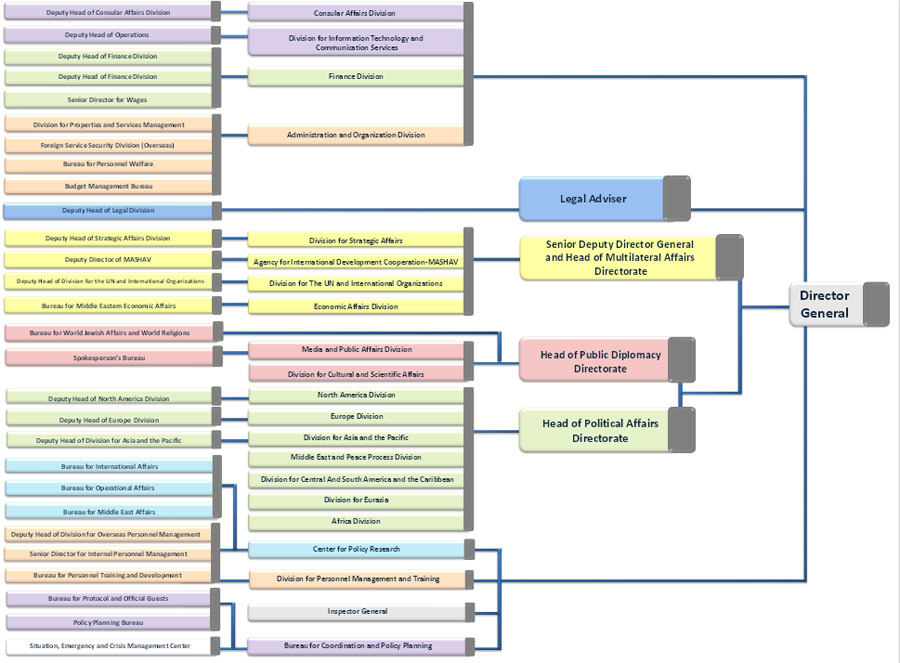 Deputy Head of Consular Affairs Division
Deputy Head of Operations
Deputy Head of Finance Division
Deputy Head of Finance Division
Senior Director for Wages
Division for Properties and Services Management
Foreign Service Security Division (Overseas)
Bureau for Personnel Welfare
Budget Management Bureau
Deputy Head of Legal Division
Deputy Head of Strategic Affairs Division
Deputy Director of MASHAV
Deputy Head of Division for the UN and International Organizations
Bureau for Middle Eastern Economic Affairs
Bureau for World Jewish Affairs and World Religions
Spokesperson's Bureau
Deputy Head of North America Division
Deputy Head of Europe Division
Deputy Head of Division for Asia and the Pacific
Bureau for International Affairs
Bureau for Operational Affairs
Bureau for Middle East Affairs
Deputy Head of Division for Overseas Personnel Management
Senior Director for Internal Personnel Management
Bureau for Personnel Training and Development
Bureau for Protocol and Official Guests
Policy Planning Bureau
Situation, Emergency and Crisis Management Center
Consular Affairs Division
Division for Information Technology and
Communication Services
Finance Division
Administration and Organization Division
Division for Strategic Affairs
Agency for International Development Cooperation-MASHAV
Division for The UN and International Organizations
Economic Affairs Division
Media and Public Affairs Division
Division for Cultural and Scientific Affairs
North America Division
Europe Division
Division for Asia and the Pacific
Middle East and Peace Process Division
Division for Central And South America and the Caribbean
Division for Eurasia
Africa Division
Center for Policy Research
Division for Personnel Management and Training
Inspector General
Bureau for Coordination and Policy Planning
Legal Adviser
Senior Deputy Director General
and Head of Multilateral Affairs
Directorate
Head of Public Diplomacy
Directorate
Head of Political Affairs
Directorate
Director
General